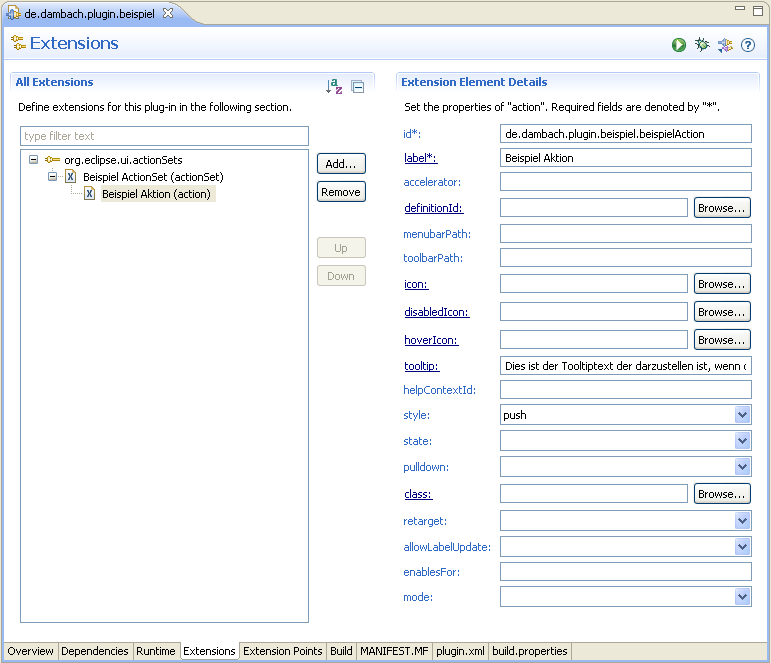 de.dambach.plugin.beispiel
Extensions
All Extensions
Define extensions for this plug-in in the following section.
type filter text
org.eclipse.ui.actionSets
Beispiel ActionSet (actionSet)
Beispiel Aktion (action)
Add...
Remove
Up
Down
Extension Element Details
Set the properties of "action". Required fields are denoted by "*".
id*: de.dambach.plugin.beispiel.beispielAction
label*: Beispiel Aktion
accelerator:
definitionId: Browse...
menubarPath:
toolbarPath:
icon: Browse...
disabledIcon: Browse...
hoverIcon: Browse...
tooltip: Dies ist der Tooltiptext der darzustellen ist, wenn
helpContextId:
style: push
state:
pulldown:
class: Browse...
retarget:
allowLabelUpdate:
enablesFor:
mode:
Overview Dependencies Runtime Extensions Extension Points Build MANIFEST.MF plugin.xml build.properties